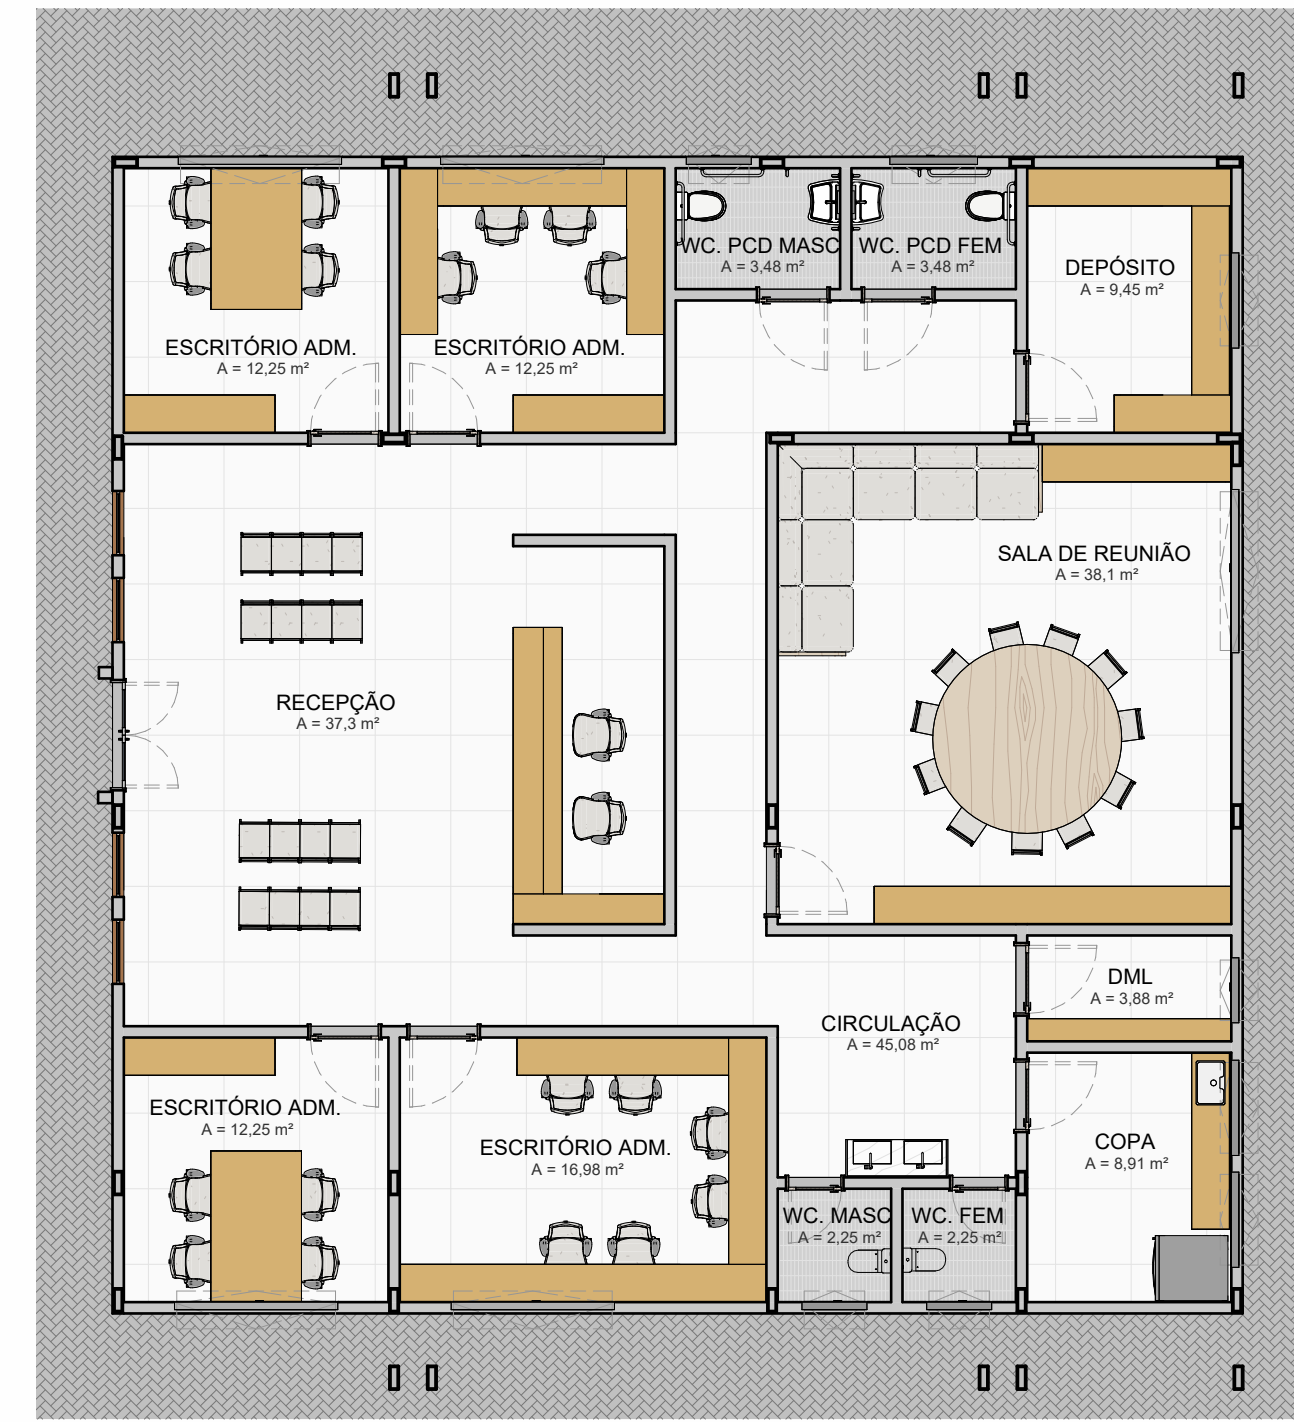 WC. PCD MASC
A = 3,48 m²
WC. PCD FEM
A = 3,48 m²
DEPÓSITO
A = 9,45 m²
ESCRITÓRIO ADM.
A = 12,25 m²
ESCRITÓRIO ADM.
A = 12,25 m²
SALA DE REUNIÃO
A = 38,1 m²
RECEPÇÃO
A = 37,3 m²
DML
A = 3,88 m²
CIRCULAÇÃO
A = 45,08 m²
ESCRITÓRIO ADM.
A = 12,25 m²
ESCRITÓRIO ADM.
A = 16,98 m²
COPA
A = 8,91 m²
WC. MASC
A = 2,25 m²
WC. FEM
A = 2,25 m²